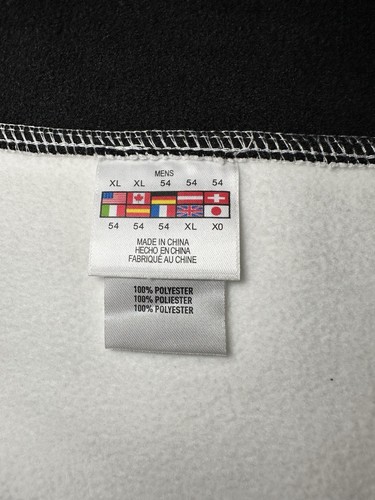 MENS
XL XL 54 54 54
54 54 54 XL XO
MADE IN CHINA
HECHO EN CHINA
FABRIQUÉ AU CHINE
100% POLYESTER
100% POLIESTER
100% POLYESTER